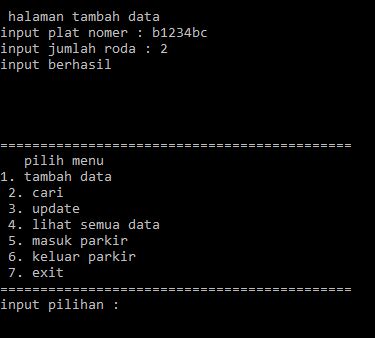 halaman tambah data
input plat nomer : b1234bc
input jumlah roda : 2
input berhasil
============================================
pilih menu
1. tambah data
2. cari
3. update
4. lihat semua data
5. masuk parkir
6. keluar parkir
7. exit
============================================
input pilihan :